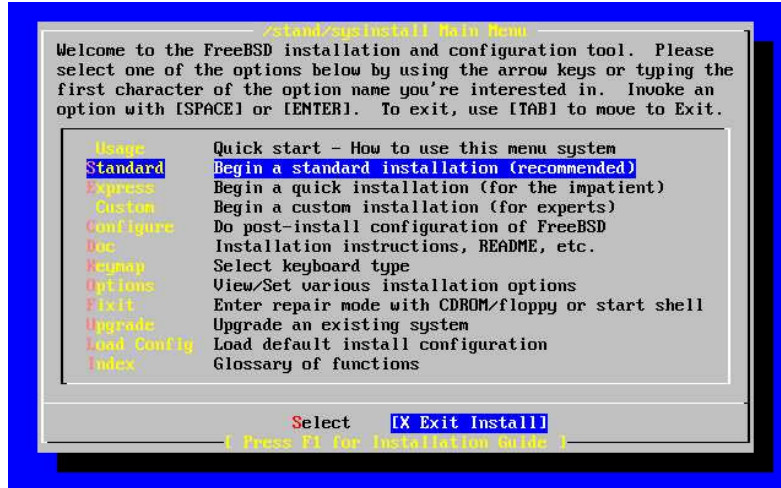 /stand/sysinstall Main Menu
Welcome to the FreeBSD installation and configuration tool.  Please
select one of the options below by using the arrow keys or typing the
first character of the option name you're interested in.  Invoke an
option with [SPACE] or [ENTER].  To exit, use [TAB] to move to Exit.
Usage Quick start - How to use this menu system
Standard Begin a standard installation (recommended)
Express Begin a quick installation (for the impatient)
Custom Begin a custom installation (for experts)
Configure Do post-install configuration of FreeBSD
Doc Installation instructions, README, etc.
Keymap Select keyboard type
Options View/Set various installation options
Fixit Enter repair mode with CDROM/floppy or start shell
Upgrade Upgrade an existing system
Load Config Load default install configuration
Index Glossary of functions
Select [X Exit Install]
[ Press F1 for Installation Guide ]